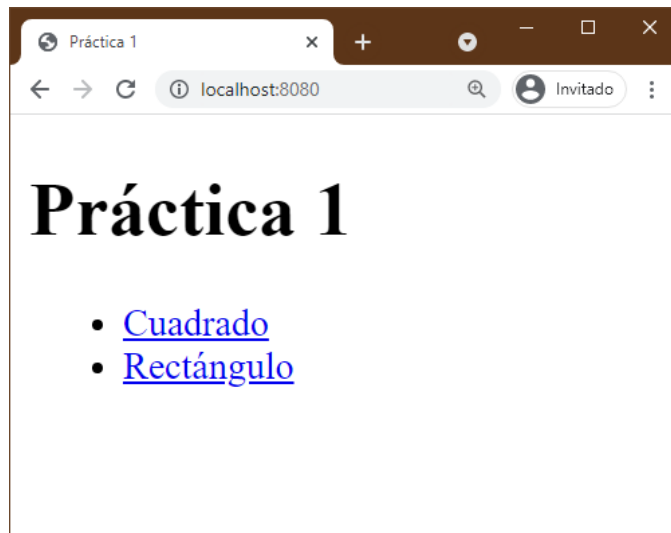 Práctica 1
localhost:8080
Invitado
Práctica 1
Cuadrado
Rectángulo